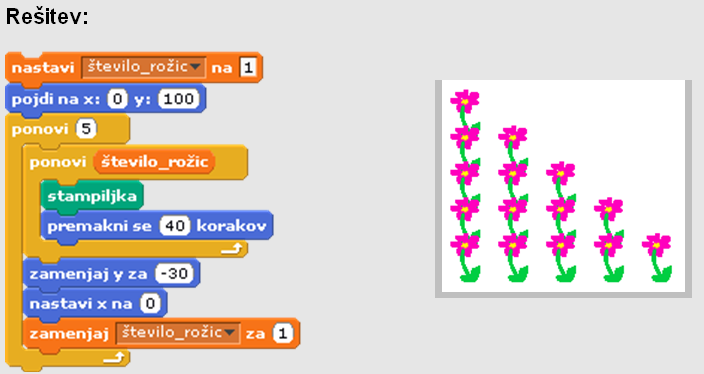 Rešitev:
nastavi število_rožic na 1
pojdi na x: 0 y: 100
ponovi 5
ponovi število_rožic
stampiljka
premakni se 40 korakov
zamenjaj y za -30
nastavi x na 0
zamenjaj število_rožic za 1